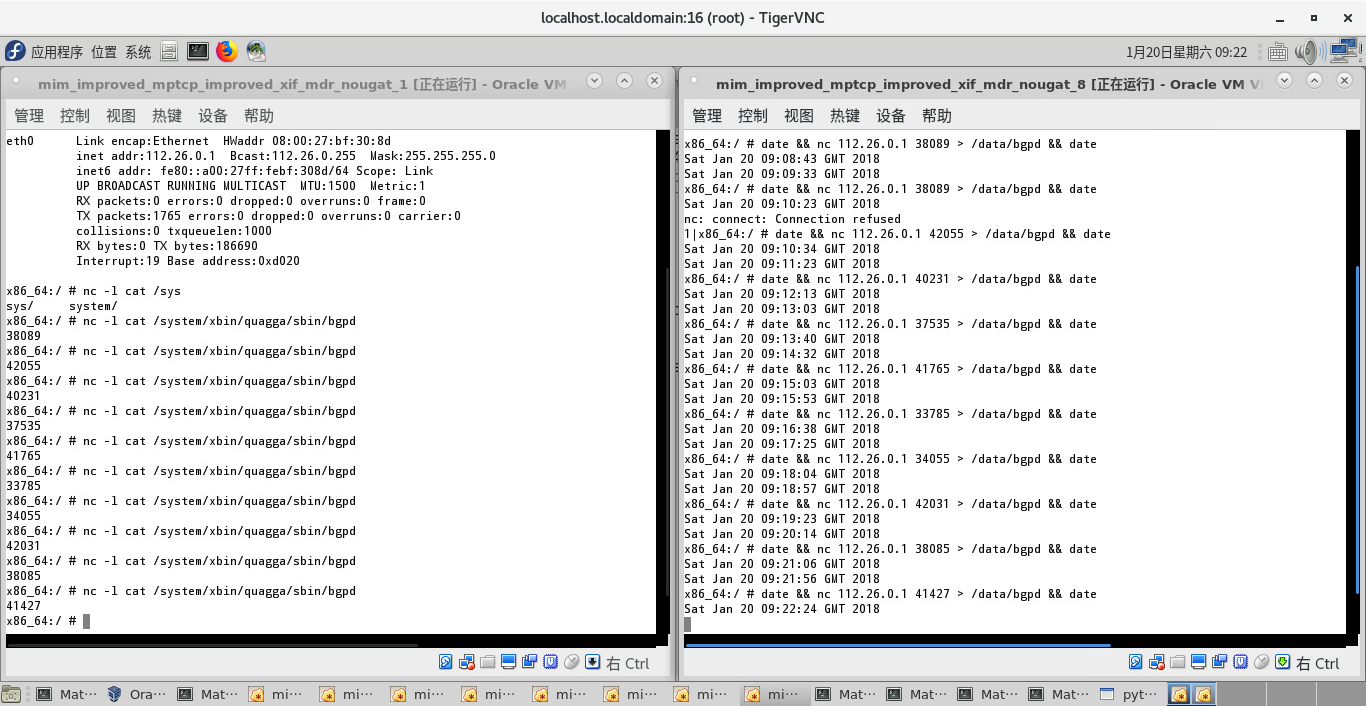 localhost.localdomain:16 (root) - TigerVNC
应用程序 位置 系统
1月20日星期六 09:22
mim_improved_mptcp_improved_xif_mdr_nougat_1 [正在运行] - Oracle VM
管理 控制 视图 热键 设备 帮助
eth0 Link encap:Ethernet HWaddr 08:00:27:bf:30:8d
inet addr:112.26.0.1 Bcast:112.26.0.255 Mask:255.255.255.0
inet6 addr: fe80::a00:27ff:febf:308d/64 Scope: Link
UP BROADCAST RUNNING MULTICAST MTU:1500 Metric:1
RX packets:0 errors:0 dropped:0 overruns:0 frame:0
TX packets:1765 errors:0 dropped:0 overruns:0 carrier:0
collisions:0 txqueuelen:1000
RX bytes:0 TX bytes:186690
Interrupt:19 Base address:0xd020
x86_64:/ # nc -l cat /sys
sys/ system/
x86_64:/ # nc -l cat /system/xbin/quagga/sbin/bgpd
38089
x86_64:/ # nc -l cat /system/xbin/quagga/sbin/bgpd
42055
x86_64:/ # nc -l cat /system/xbin/quagga/sbin/bgpd
40231
x86_64:/ # nc -l cat /system/xbin/quagga/sbin/bgpd
37535
x86_64:/ # nc -l cat /system/xbin/quagga/sbin/bgpd
41765
x86_64:/ # nc -l cat /system/xbin/quagga/sbin/bgpd
33785
x86_64:/ # nc -l cat /system/xbin/quagga/sbin/bgpd
34055
x86_64:/ # nc -l cat /system/xbin/quagga/sbin/bgpd
42031
x86_64:/ # nc -l cat /system/xbin/quagga/sbin/bgpd
38085
x86_64:/ # nc -l cat /system/xbin/quagga/sbin/bgpd
41427
x86_64:/ #
右 Ctrl
mim_improved_mptcp_improved_xif_mdr_nougat_8 [正在运行] - Oracle VM Vi
管理 控制 视图 热键 设备 帮助
x86_64:/ # date && nc 112.26.0.1 38089 > /data/bgpd && date
Sat Jan 20 09:08:43 GMT 2018
Sat Jan 20 09:09:33 GMT 2018
x86_64:/ # date && nc 112.26.0.1 38089 > /data/bgpd && date
Sat Jan 20 09:10:23 GMT 2018
nc: connect: Connection refused
1|x86_64:/ # date && nc 112.26.0.1 42055 > /data/bgpd && date
Sat Jan 20 09:10:34 GMT 2018
Sat Jan 20 09:11:23 GMT 2018
x86_64:/ # date && nc 112.26.0.1 40231 > /data/bgpd && date
Sat Jan 20 09:12:13 GMT 2018
Sat Jan 20 09:13:03 GMT 2018
x86_64:/ # date && nc 112.26.0.1 37535 > /data/bgpd && date
Sat Jan 20 09:13:40 GMT 2018
Sat Jan 20 09:14:32 GMT 2018
x86_64:/ # date && nc 112.26.0.1 41765 > /data/bgpd && date
Sat Jan 20 09:15:03 GMT 2018
Sat Jan 20 09:15:53 GMT 2018
x86_64:/ # date && nc 112.26.0.1 33785 > /data/bgpd && date
Sat Jan 20 09:16:38 GMT 2018
Sat Jan 20 09:17:25 GMT 2018
x86_64:/ # date && nc 112.26.0.1 34055 > /data/bgpd && date
Sat Jan 20 09:18:04 GMT 2018
Sat Jan 20 09:18:57 GMT 2018
x86_64:/ # date && nc 112.26.0.1 42031 > /data/bgpd && date
Sat Jan 20 09:19:23 GMT 2018
Sat Jan 20 09:20:14 GMT 2018
x86_64:/ # date && nc 112.26.0.1 38085 > /data/bgpd && date
Sat Jan 20 09:21:06 GMT 2018
Sat Jan 20 09:21:56 GMT 2018
x86_64:/ # date && nc 112.26.0.1 41427 > /data/bgpd && date
Sat Jan 20 09:22:24 GMT 2018
右 Ctrl
Mat··· Ora··· Mat··· mi··· mi··· mi··· mi··· mi··· mi··· mi··· mi··· Mat··· Mat··· Mat··· Mat··· pyt···